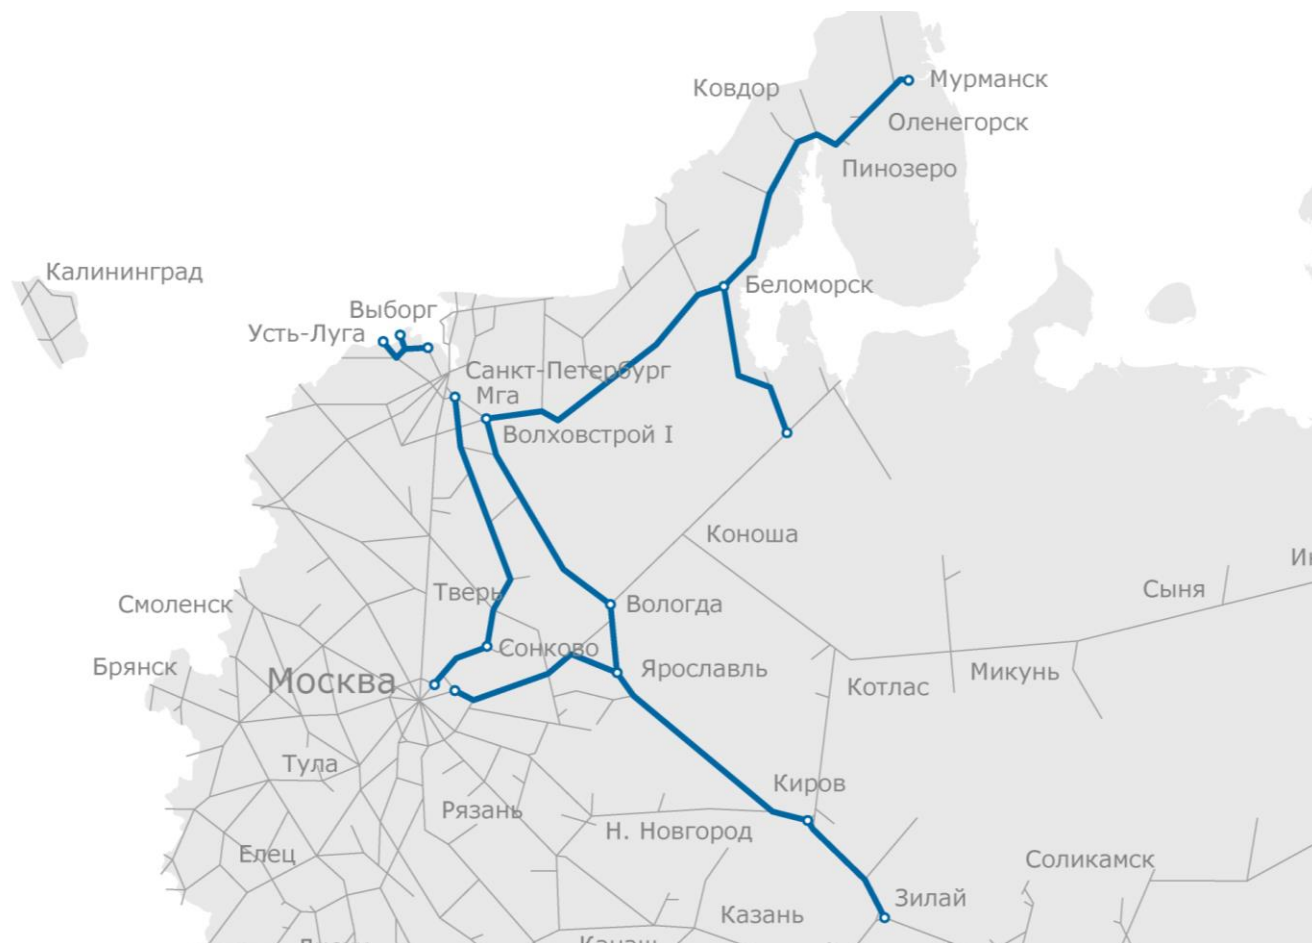 Мурманск
Ковдор
Оленегорск
Пинозеро
Калининград
Беломорск
Выборг
Усть-Луга
Санкт-Петербург
Мга
Волховстрой I
Коноша
Сыня
Тверь
Смоленск
Вологда
Сонково
Брянск
Москва
Ярославль
Микунь
Котлас
Тула
Киров
Рязань
Н. Новгород
Елец
Соликамск
Зилай
Казань